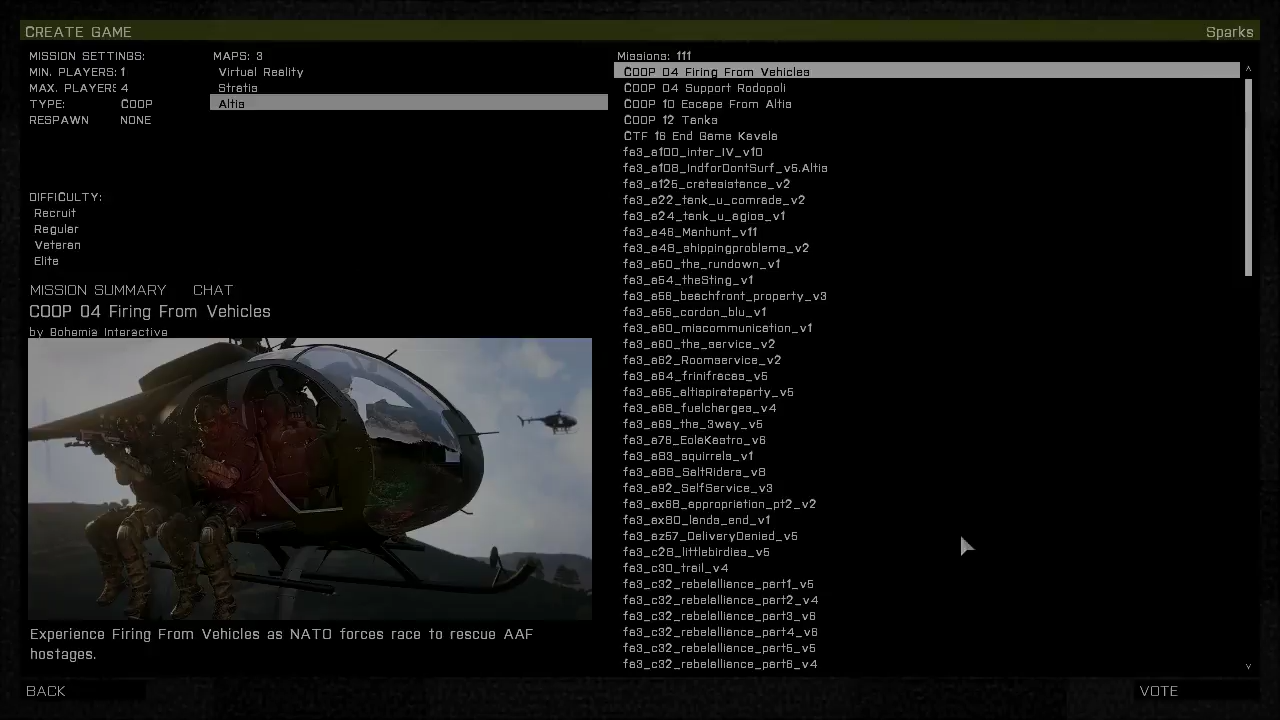 CREATE GAME
Sparks
MISSION SETTINGS:
MIN. PLAYERS: 1
MAX. PLAYERS 4
TYPE: COOP
RESPAWN NONE
DIFFICULTY:
Recruit
Regular
Veteran
Elite
MAPS: 3
Virtual Reality
Stratis
Altis
MISSION SUMMARY CHAT
COOP 04 Firing From Vehicles
by Bohemia Interactive
Experience Firing From Vehicles as NATO forces race to rescue AAF
hostages.
Missions: 111
COOP 04 Firing From Vehicles
COOP 04 Support Rodopoli
COOP 10 Escape From Altis
COOP 12 Tanks
CTF 16 End Game Kavala
fa3_a100_inter_IV_v10
fa3_a108_IndforDontSurf_v5.Altis
fa3_a125_cratesistance_v2
fa3_a22_tank_u_comrade_v2
fa3_a24_tank_u_agios_v1
fa3_a46_Manhunt_v11
fa3_a48_shippingproblems_v2
fa3_a50_the_rundown_v1
fa3_a54_theSting_v1
fa3_a56_beachfront_property_v3
fa3_a56_cordon_blu_v1
fa3_a60_miscommunication_v1
fa3_a60_the_service_v2
fa3_a62_Roomservice_v2
fa3_a64_frinifracas_v5
fa3_a65_altispirateparty_v5
fa3_a68_fuelcharges_v4
fa3_a69_the_3way_v5
fa3_a76_EolaKastro_v6
fa3_a83_squirrels_v1
fa3_a88_SaltRiders_v8
fa3_a92_SelfService_v3
fa3_ax68_appropriation_pt2_v2
fa3_ax80_lands_end_v1
fa3_az57_DeliveryDenied_v5
fa3_c28_littlebirdies_v5
fa3_c30_trail_v4
fa3_c32_rebelalliance_part1_v5
fa3_c32_rebelalliance_part2_v4
fa3_c32_rebelalliance_part3_v6
fa3_c32_rebelalliance_part4_v6
fa3_c32_rebelalliance_part5_v5
fa3_c32_rebelalliance_part6_v4
BACK
VOTE